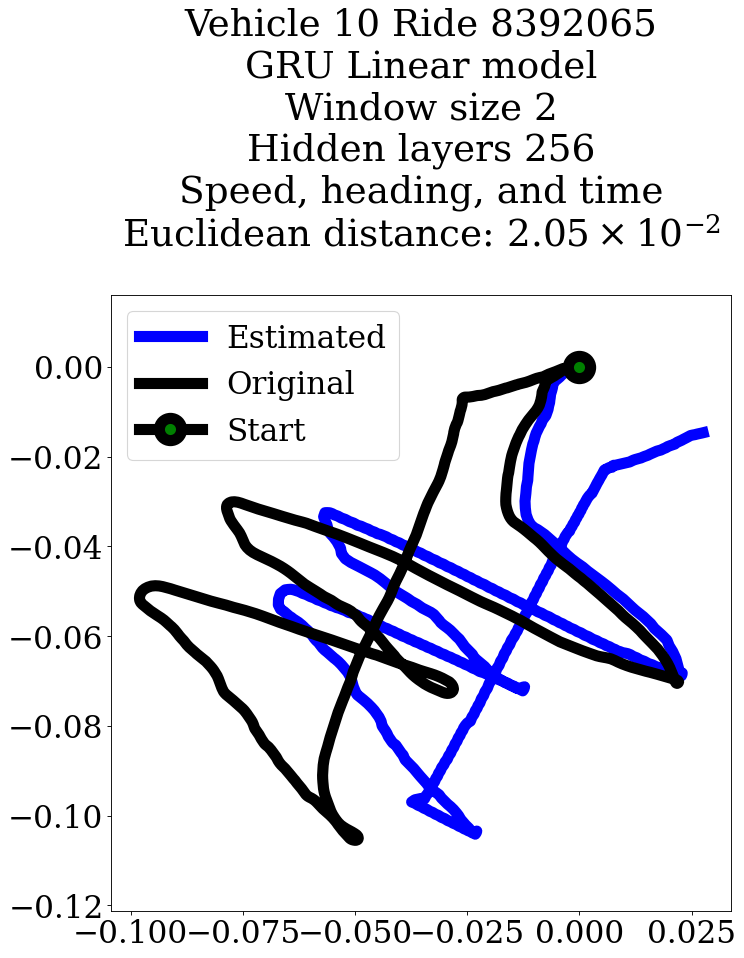 Vehicle 10 Ride 8392065
GRU Linear model
Window size 2
Hidden layers 256
Speed, heading, and time
Euclidean distance: 2.05 × 10⁻²
Estimated
Original
Start
0.00
−0.02
−0.04
−0.06
−0.08
−0.10
−0.12
−0.100 −0.075 −0.050 −0.025 0.000 0.025